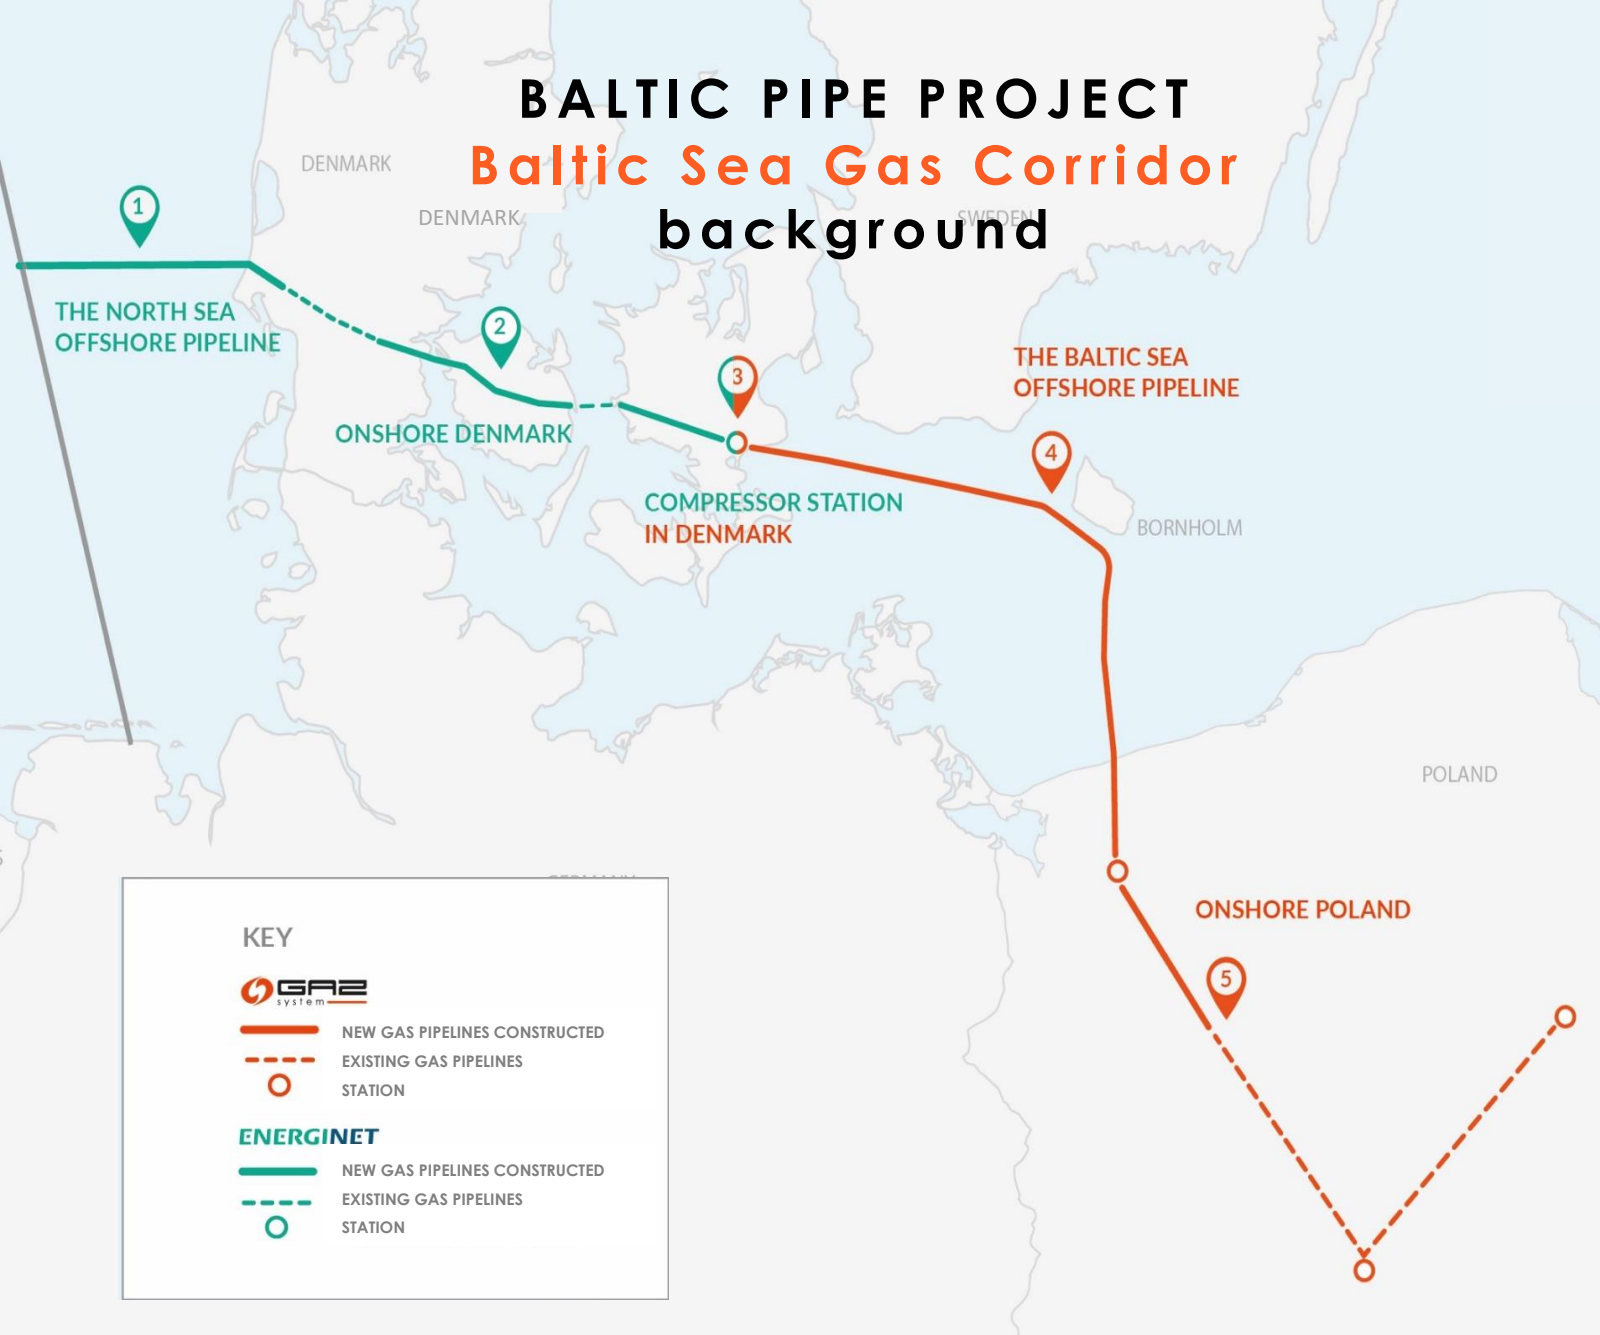 BALTIC PIPE PROJECT
Baltic Sea Gas Corridor
background
DENMARK
DENMARK
SWEDEN
1
THE NORTH SEA
OFFSHORE PIPELINE
2
ONSHORE DENMARK
3
COMPRESSOR STATION
IN DENMARK
THE BALTIC SEA
OFFSHORE PIPELINE
4
BORNHOLM
POLAND
ONSHORE POLAND
5
KEY
GAZ
system
NEW GAS PIPELINES CONSTRUCTED
EXISTING GAS PIPELINES
STATION
ENERGINET
NEW GAS PIPELINES CONSTRUCTED
EXISTING GAS PIPELINES
STATION